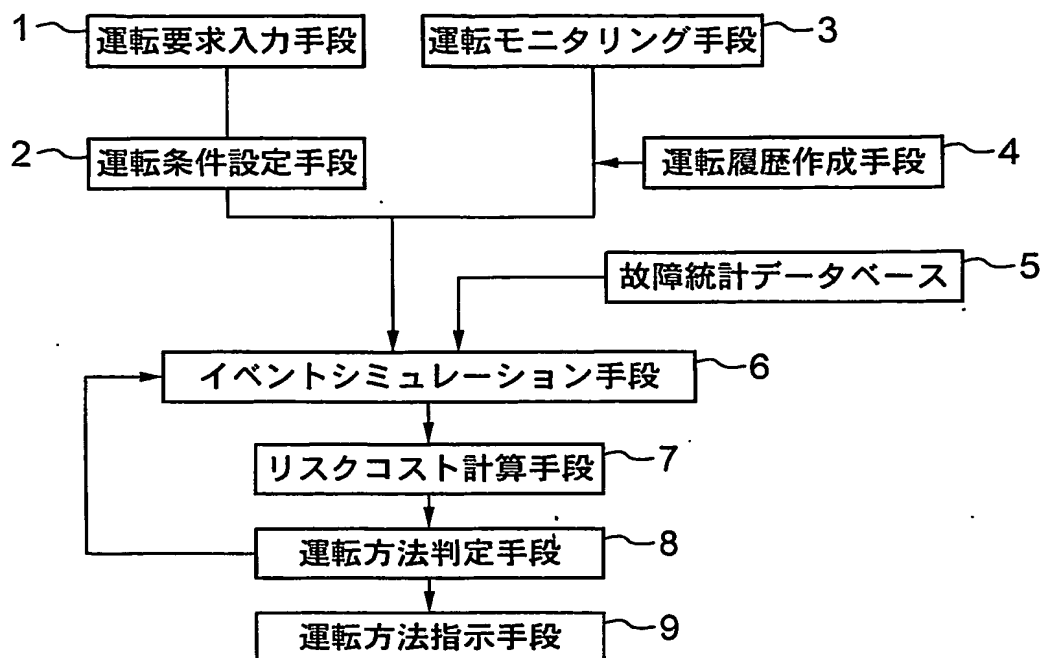 1 運転要求入力手段
運転モニタリング手段 3
2 運転条件設定手段
運転履歴作成手段 4
故障統計データベース 5
イベントシミュレーション手段 6
リスクコスト計算手段 7
運転方法判定手段 8
運転方法指示手段 9